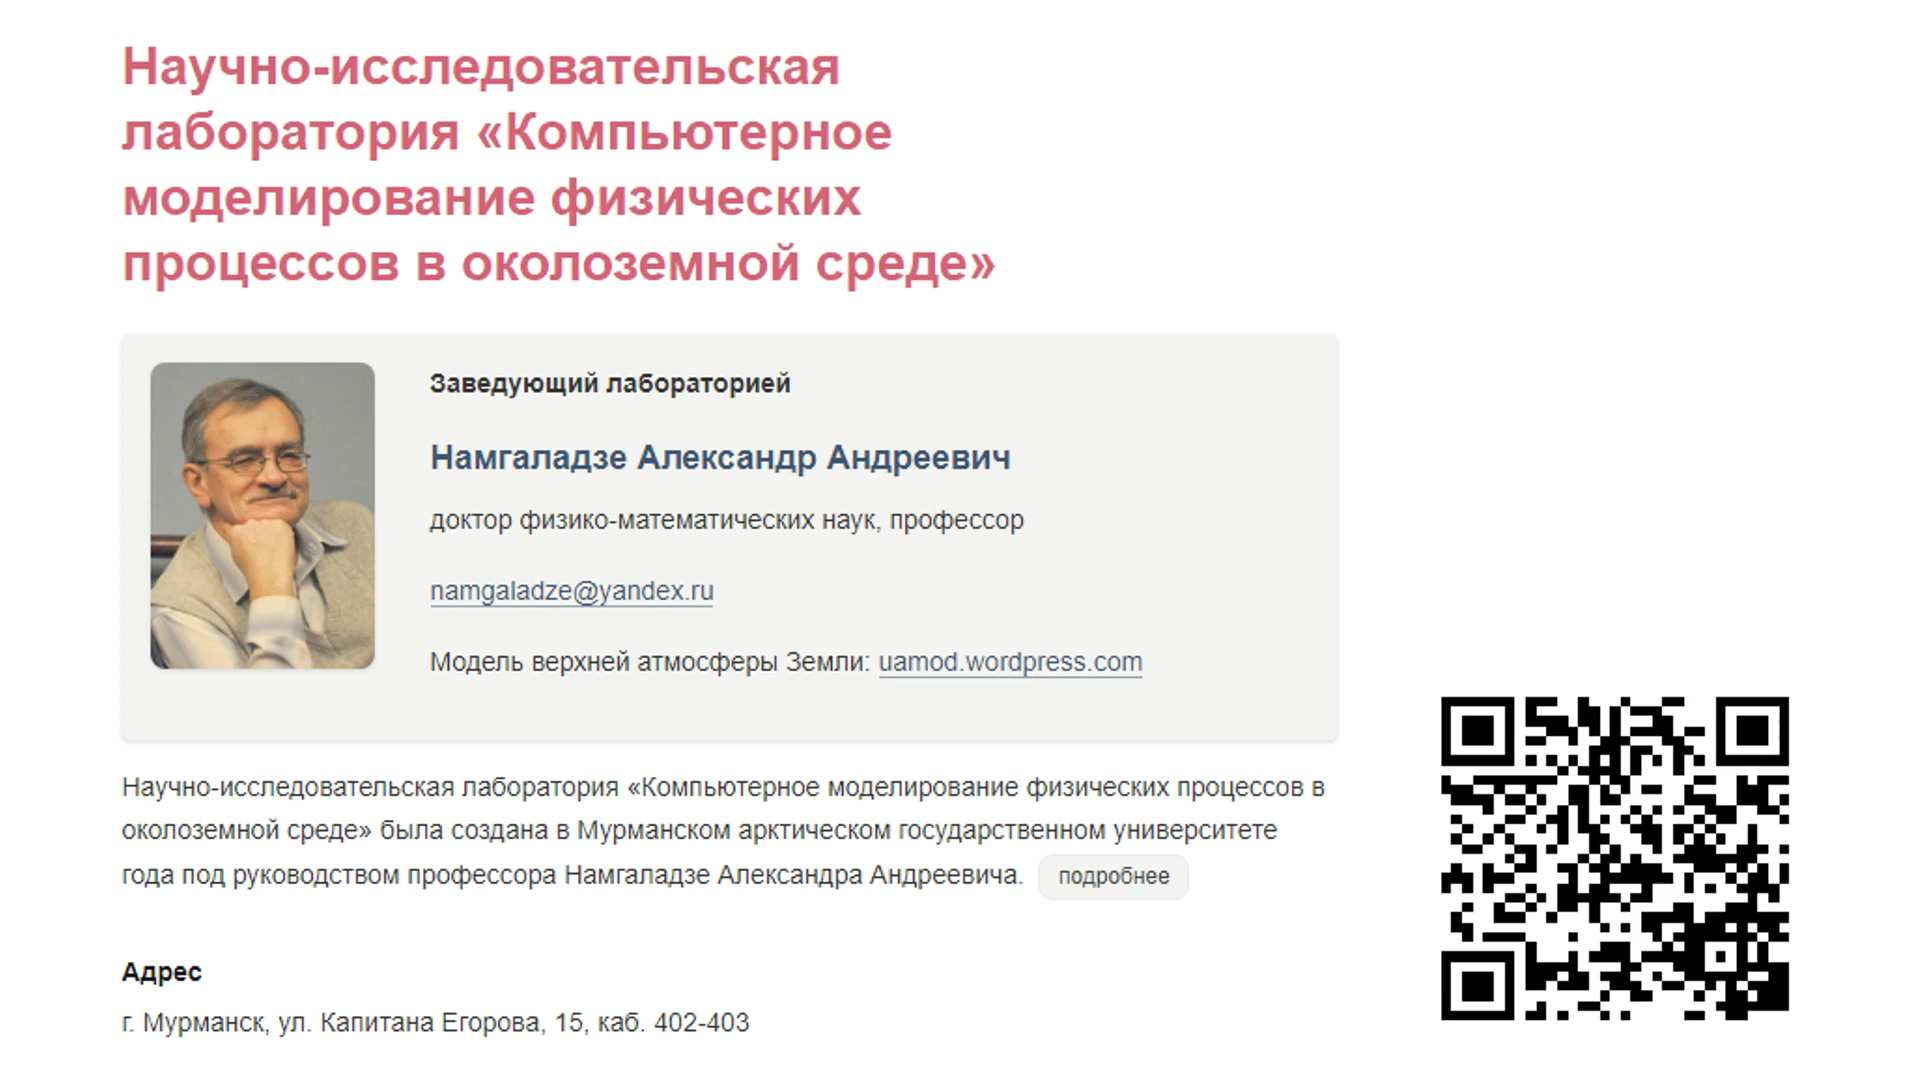 Научно-исследовательская
лаборатория «Компьютерное
моделирование физических
процессов в околоземной среде»
Заведующий лабораторией
Намгаладзе Александр Андреевич
доктор физико-математических наук, профессор
namgaladze@yandex.ru
Модель верхней атмосферы Земли: uamod.wordpress.com
Научно-исследовательская лаборатория «Компьютерное моделирование физических процессов в
околоземной среде» была создана в Мурманском арктическом государственном университете
года под руководством профессора Намгаладзе Александра Андреевича. подробнее
Адрес
г. Мурманск, ул. Капитана Егорова, 15, каб. 402-403